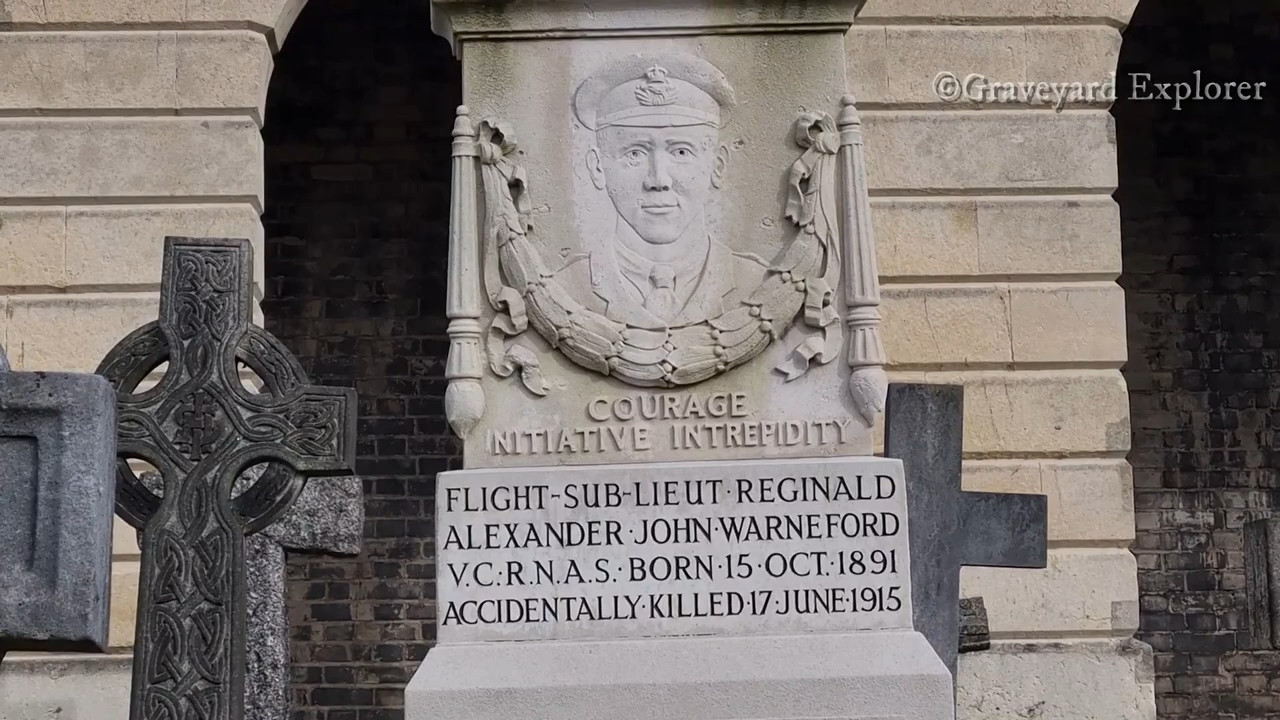 ©Graveyard Explorer
COURAGE
INITIATIVE INTREPIDITY
FLIGHT-SUB-LIEUT·REGINALD
ALEXANDER·JOHN·WARNEFORD
V.C.:R.N.A.S.·BORN·15·OCT.·1891
ACCIDENTALLY·KILLED·17·JUNE·1915